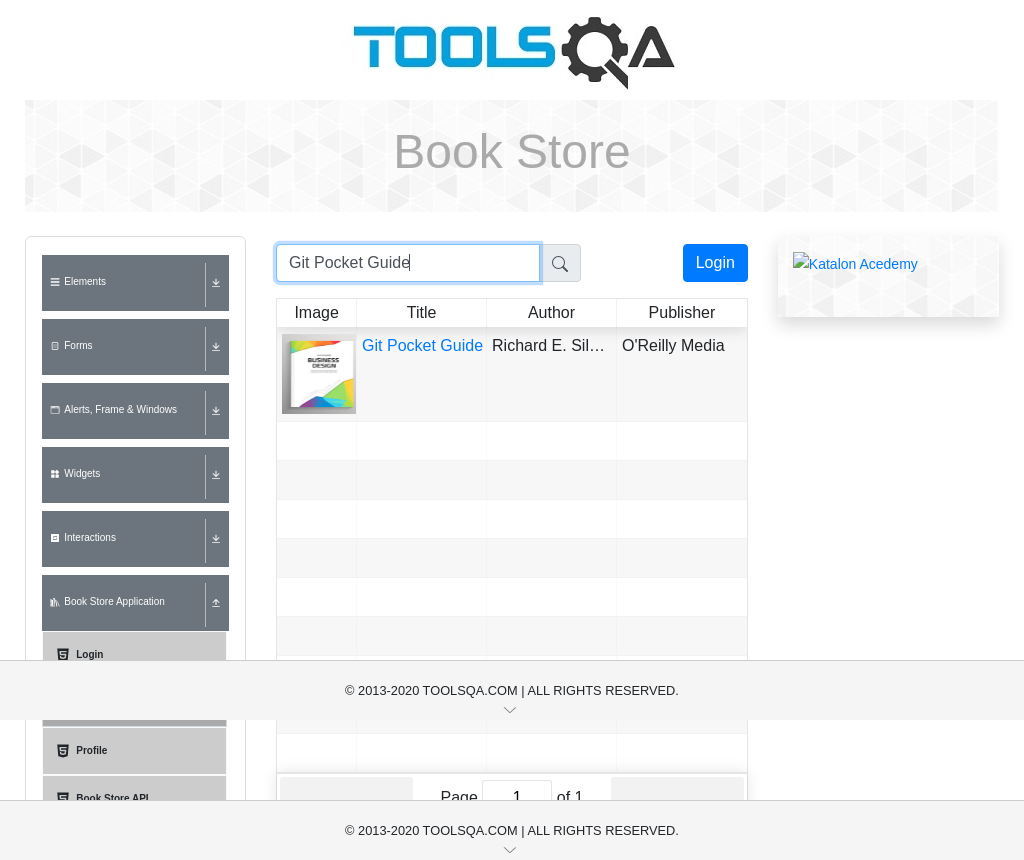 TOOLSQA
Book Store
Elements
Forms
Alerts, Frame & Windows
Widgets
Interactions
Book Store Application
Login
Profile
Book Store API
Git Pocket Guide
Login
Image Title Author Publisher
BUSINESS
DESIGN
Git Pocket Guide Richard E. Sil… O'Reilly Media
Page 1 of 1
Katalon Acedemy
© 2013-2020 TOOLSQA.COM | ALL RIGHTS RESERVED.
© 2013-2020 TOOLSQA.COM | ALL RIGHTS RESERVED.